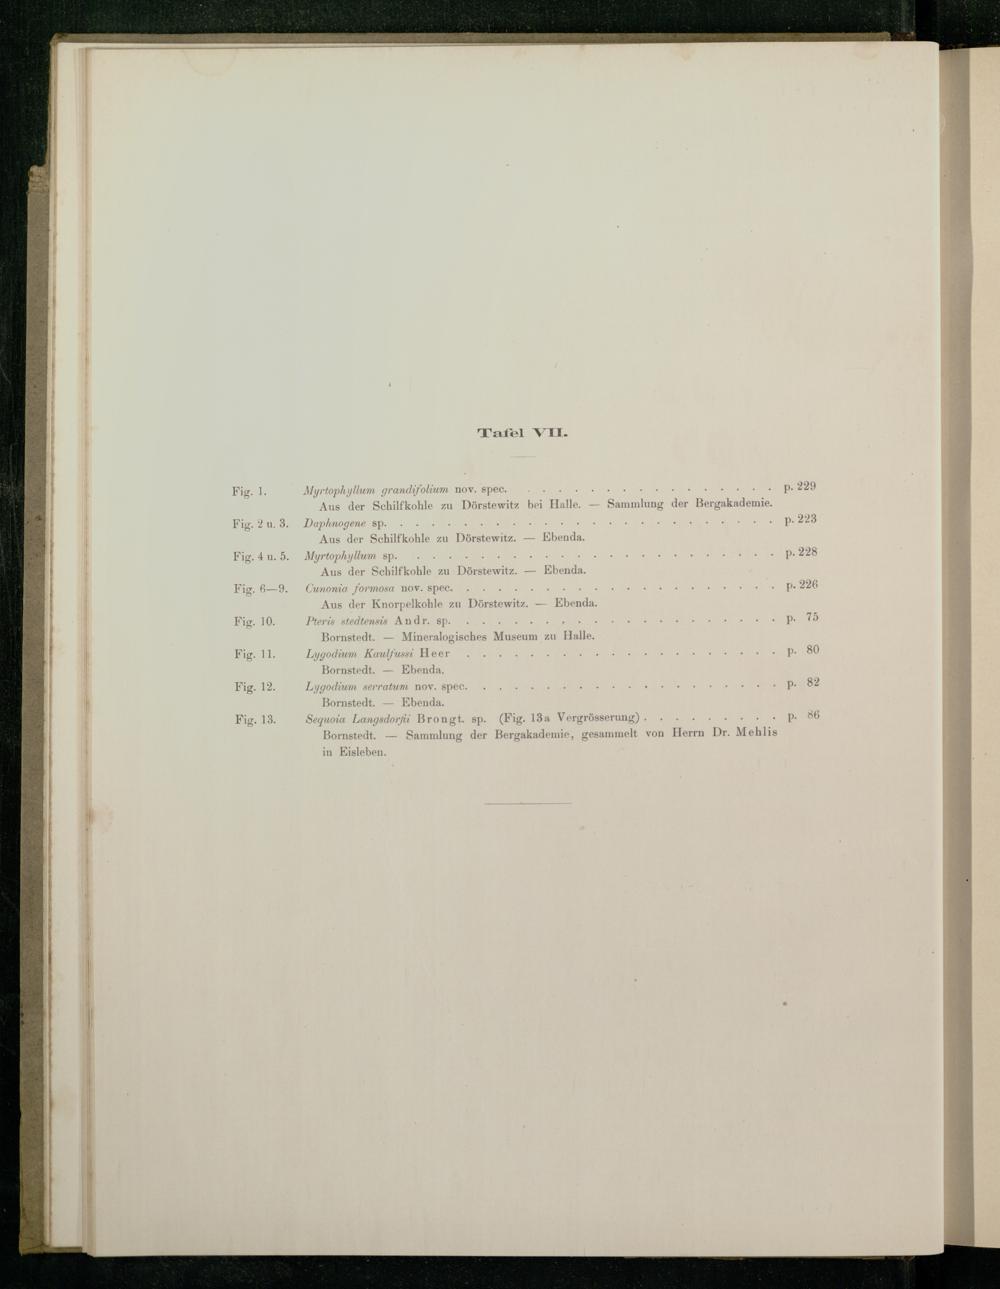 Tafel VII.
Fig. 1. Myrtophyllum grandifolium nov. spec. . . . . . . . . . . . . . . . . p. 229
Aus der Schilfkohle zu Dörstewitz bei Halle. — Sammlung der Bergakademie.
Fig. 2 u. 3. Daphnogene sp. . . . . . . . . . . . . . . . . . . . . . . . . . p. 223
Aus der Schilfkohle zu Dörstewitz. — Ebenda.
Fig. 4 u. 5. Myrtophyllum sp. . . . . . . . . . . . . . . . . . . . . . . . p. 228
Aus der Schilfkohle zu Dörstewitz. — Ebenda.
Fig. 6—9. Cunonia formosa nov. spec. . . . . . . . . . . . . . . . . . . . p. 226
Aus der Knorpelkohle zu Dörstewitz. — Ebenda.
Fig. 10. Pteris stedtensis Andr. sp. . . . . . . . . . . . . . . . . . . . . p. 75
Bornstedt. — Mineralogisches Museum zu Halle.
Fig. 11. Lygodium Kaulfussi Heer . . . . . . . . . . . . . . . . . . . . p. 80
Bornstedt. — Ebenda.
Fig. 12. Lygodium serratum nov. spec. . . . . . . . . . . . . . . . . . . . p. 82
Bornstedt. — Ebenda.
Fig. 13. Sequoia Langsdorfii Brongt. sp. (Fig. 13a Vergrösserung) . . . . . . . . . p. 86
Bornstedt. — Sammlung der Bergakademie, gesammelt von Herrn Dr. Mehlis
in Eisleben.